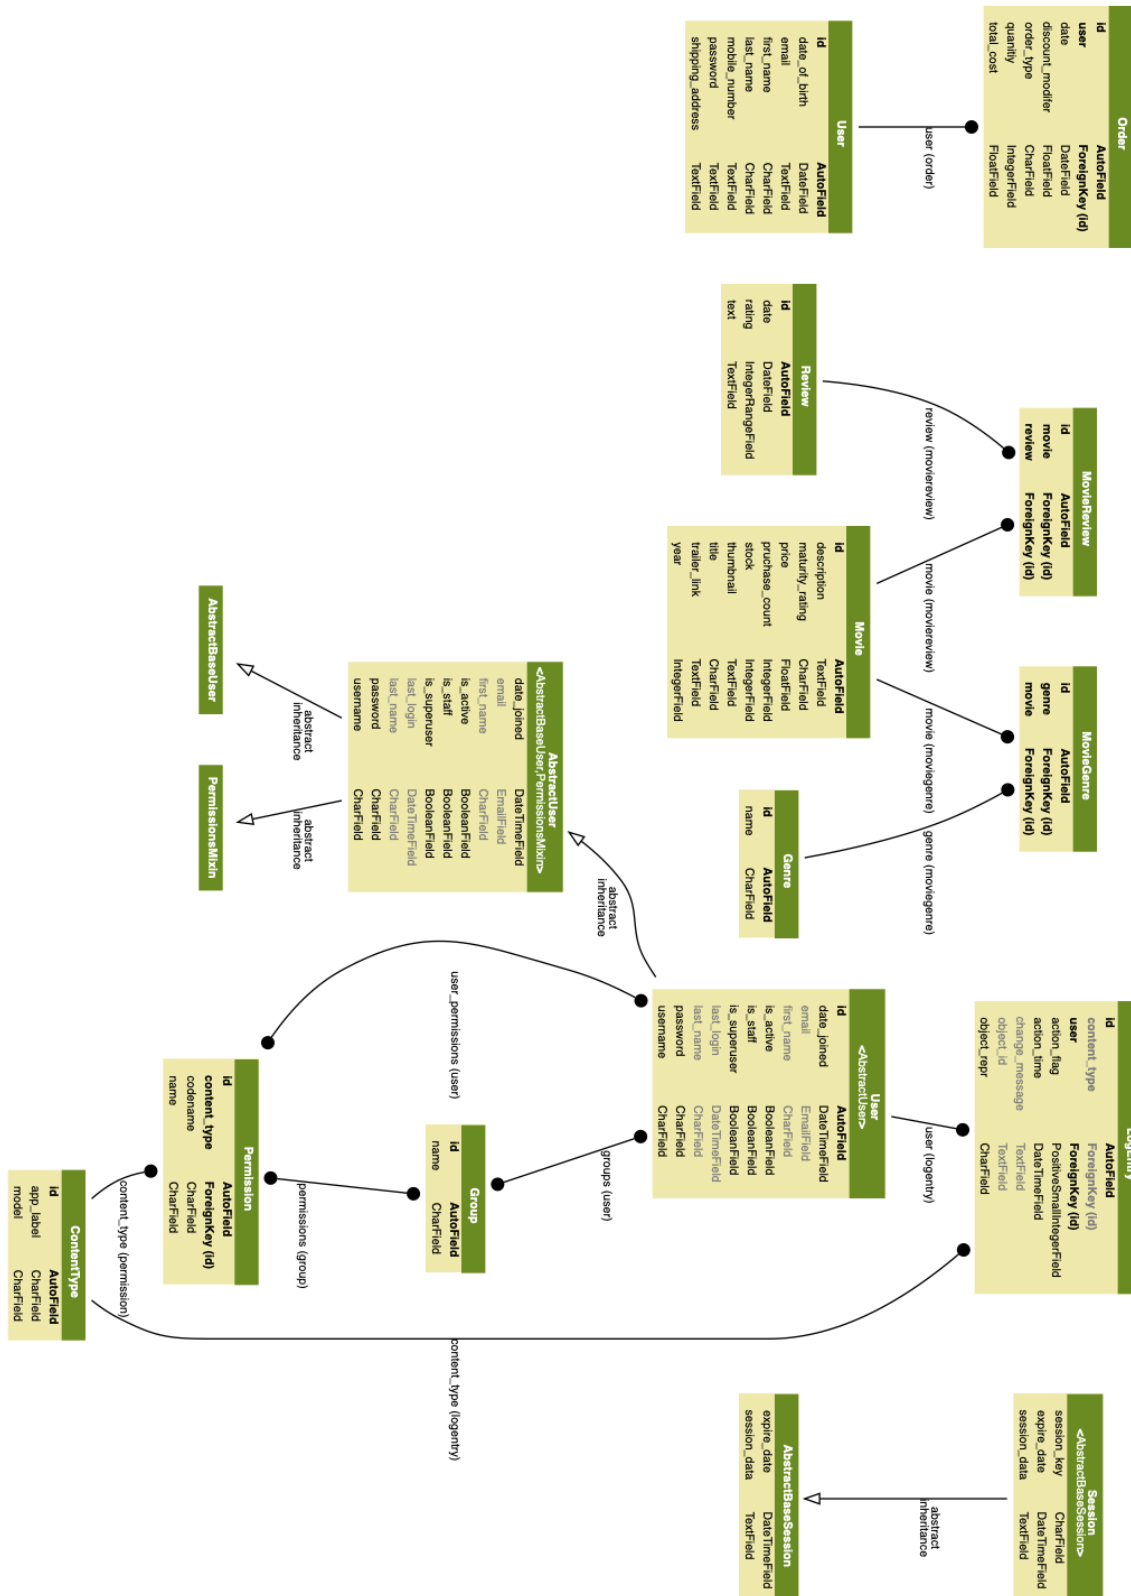 Order
id AutoField
user ForeignKey (id)
date DateField
discount_modifer FloatField
order_type CharField
quanitiy IntegerField
total_cost FloatField
user (order)
User
id AutoField
date_of_birth DateField
email TextField
first_name CharField
last_name CharField
mobile_number TextField
password TextField
shipping_address TextField
MovieReview
id AutoField
movie ForeignKey (id)
review ForeignKey (id)
review (moviereview)
movie (moviereview)
Review
id AutoField
date DateField
rating IntegerRangeField
text TextField
MovieGenre
id AutoField
genre ForeignKey (id)
movie ForeignKey (id)
movie (moviegenre)
genre (moviegenre)
Movie
id AutoField
description TextField
maturity_rating CharField
price FloatField
pruchase_count IntegerField
stock IntegerField
thumbnail TextField
title CharField
trailer_link TextField
year IntegerField
Genre
id AutoField
name CharField
LogEntry
id AutoField
content_type ForeignKey (id)
user ForeignKey (id)
action_flag PositiveSmallIntegerField
action_time DateTimeField
change_message TextField
object_id TextField
object_repr CharField
user (logentry)
content_type (logentry)
User
<AbstractUser>
id AutoField
date_joined DateTimeField
email EmailField
first_name CharField
is_active BooleanField
is_staff BooleanField
is_superuser BooleanField
last_login DateTimeField
last_name CharField
password CharField
username CharField
abstract
inheritance
groups (user)
user_permissions (user)
AbstractUser
<AbstractBaseUser,PermissionsMixin>
date_joined DateTimeField
email EmailField
first_name CharField
is_active BooleanField
is_staff BooleanField
is_superuser BooleanField
last_login DateTimeField
last_name CharField
password CharField
username CharField
abstract
inheritance
abstract
inheritance
AbstractBaseUser
PermissionsMixin
Group
id AutoField
name CharField
permissions (group)
Permission
id AutoField
content_type ForeignKey (id)
codename CharField
name CharField
content_type (permission)
ContentType
id AutoField
app_label CharField
model CharField
Session
<AbstractBaseSession>
session_key CharField
expire_date DateTimeField
session_data TextField
abstract
inheritance
AbstractBaseSession
expire_date DateTimeField
session_data TextField